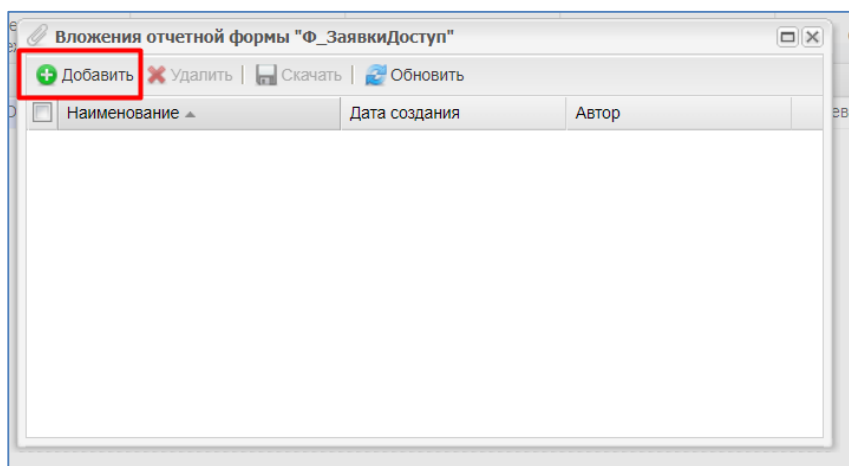 Вложения отчетной формы "Ф_ЗаявкиДоступ"
Добавить Удалить Скачать Обновить
Наименование Дата создания Автор